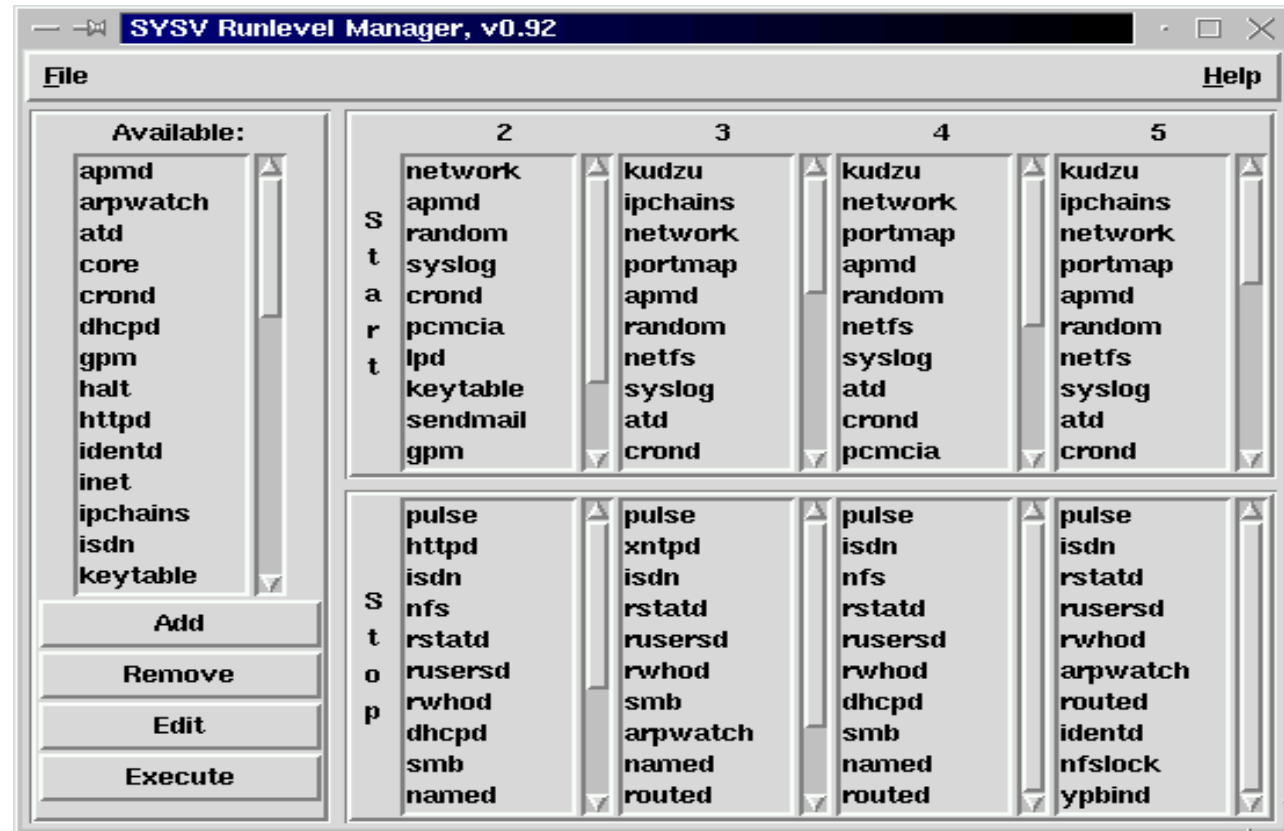 SYSV Runlevel Manager, v0.92
File
Help
Available:
apmd
arpwatch
atd
core
crond
dhcpd
gpm
halt
httpd
identd
inet
ipchains
isdn
keytable
Add
Remove
Edit
Execute
Start
2
network
apmd
random
syslog
crond
pcmcia
lpd
keytable
sendmail
gpm
3
kudzu
ipchains
network
portmap
apmd
random
netfs
syslog
atd
crond
4
kudzu
network
portmap
apmd
random
netfs
syslog
atd
crond
pcmcia
5
kudzu
ipchains
network
portmap
apmd
random
netfs
syslog
atd
crond
Stop
pulse
httpd
isdn
nfs
rstatd
rusersd
rwhod
dhcpd
smb
named
pulse
xntpd
isdn
rstatd
rusersd
rwhod
smb
arpwatch
named
routed
pulse
isdn
nfs
rstatd
rusersd
rwhod
dhcpd
smb
named
routed
pulse
isdn
rstatd
rusersd
rwhod
arpwatch
routed
identd
nfslock
ypbind